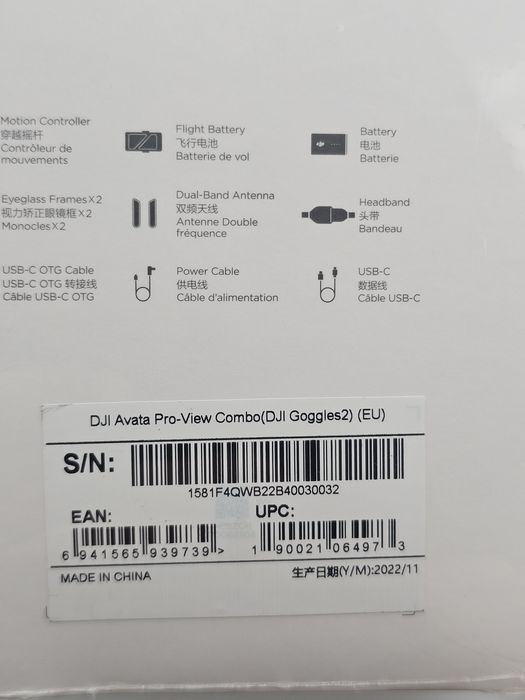 Motion Controller
穿越摇杆
Contrôleur de
mouvements
Flight Battery
飞行电池
Batterie de vol
Battery
电池
Batterie
Eyeglass Frames X 2
视力矫正眼镜框 X 2
Monocles X 2
Dual-Band Antenna
双频天线
Antenne Double
fréquence
Headband
头带
Bandeau
USB-C OTG Cable
USB-C OTG 转接线
Câble USB-C OTG
Power Cable
供电线
Câble d'alimentation
USB-C
数据线
Câble USB-C
DJI Avata Pro-View Combo(DJI Goggles2) (EU)
S/N:
1581F4QWB22B40030032
EAN:
UPC:
6 941565 939739 >
1 90021 06497 3
MADE IN CHINA
生产日期(Y/M):2022/11